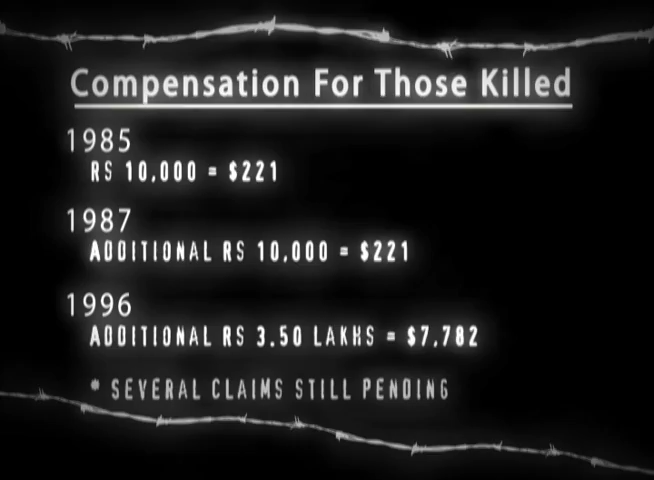 Compensation For Those Killed
1985
RS 10,000 = $221
1987
ADDITIONAL RS 10,000 = $221
1996
ADDITIONAL RS 3.50 LAKHS = $7,782
* SEVERAL CLAIMS STILL PENDING